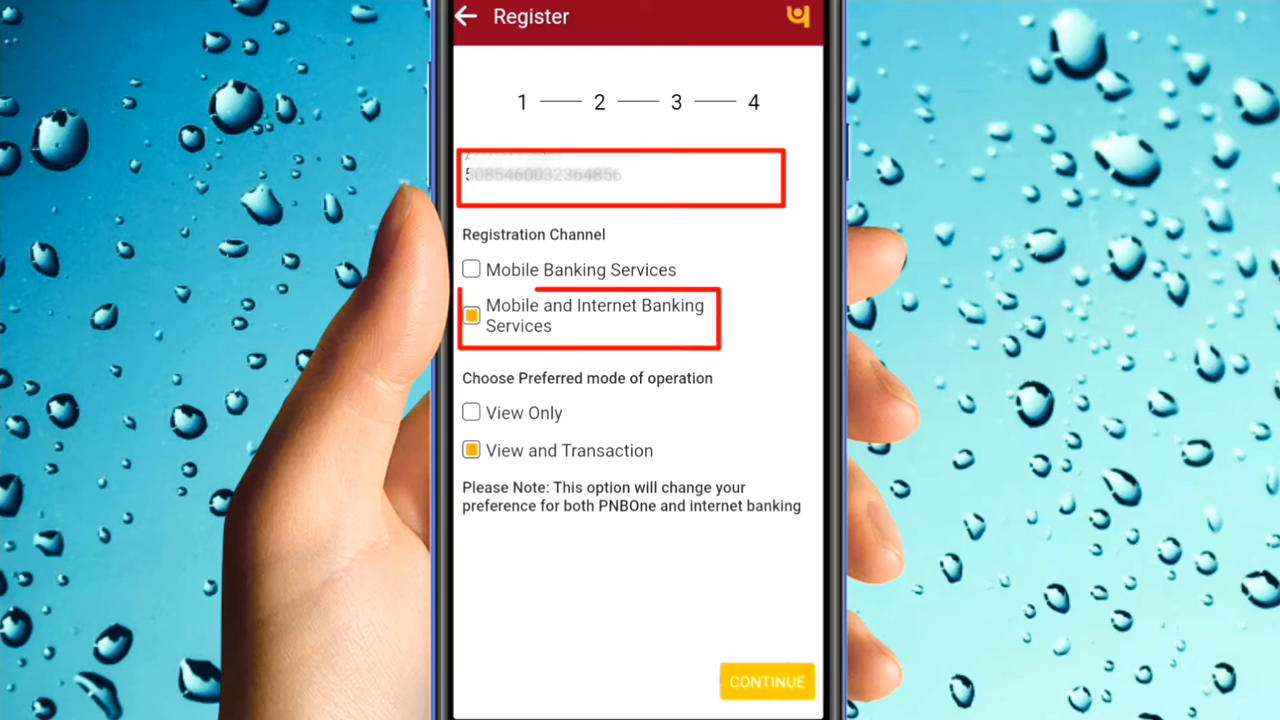 Register
1 2 3 4
Registration Channel
Mobile Banking Services
Mobile and Internet Banking
Services
Choose Preferred mode of operation
View Only
View and Transaction
Please Note: This option will change your
preference for both PNBOne and internet banking
CONTINUE